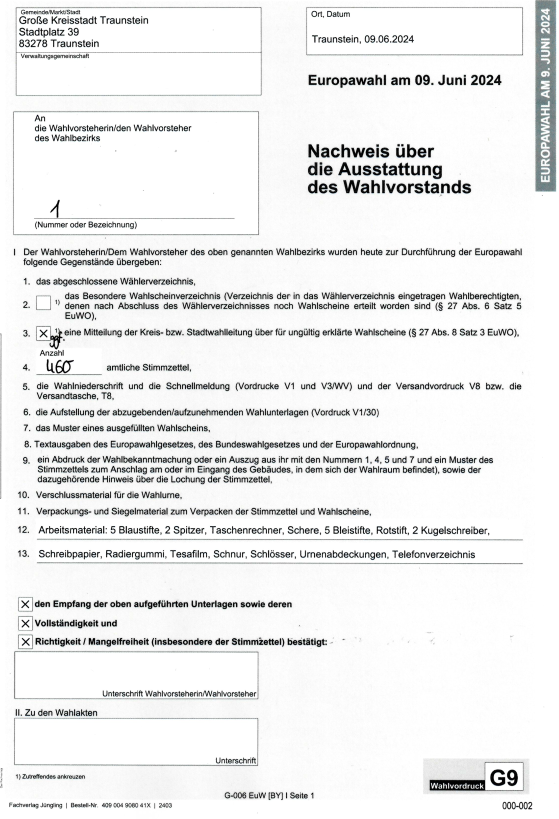 Gemeinde/Markt/Stadt
Große Kreisstadt Traunstein
Stadtplatz 39
83278 Traunstein
Verwaltungsgemeinschaft
Ort, Datum
Traunstein, 09.06.2024
EUROPAWAHL AM 9. JUNI 2024
Europawahl am 09. Juni 2024
An
die Wahlvorsteherin/den Wahlvorsteher
des Wahlbezirks
1
(Nummer oder Bezeichnung)
Nachweis über
die Ausstattung
des Wahlvorstands
I Der Wahlvorsteherin/Dem Wahlvorsteher des oben genannten Wahlbezirks wurden heute zur Durchführung der Europawahl
folgende Gegenstände übergeben:
1. das abgeschlossene Wählerverzeichnis,
2. 1) das Besondere Wahlscheinverzeichnis (Verzeichnis der in das Wählerverzeichnis eingetragen Wahlberechtigten,
denen nach Abschluss des Wählerverzeichnisses noch Wahlscheine erteilt worden sind (§ 27 Abs. 6 Satz 5
EuWO),
3. X 1) eine Mitteilung der Kreis- bzw. Stadtwahlleitung über für ungültig erklärte Wahlscheine (§ 27 Abs. 8 Satz 3 EuWO),
ggf.
Anzahl
4. 460 amtliche Stimmzettel,
5. die Wahlniederschrift und die Schnellmeldung (Vordrucke V1 und V3/WV) und der Versandvordruck V8 bzw. die
Versandtasche, T8,
6. die Aufstellung der abzugebenden/aufzunehmenden Wahlunterlagen (Vordruck V1/30)
7. das Muster eines ausgefüllten Wahlscheins,
8. Textausgaben des Europawahlgesetzes, des Bundeswahlgesetzes und der Europawahlordnung,
9. ein Abdruck der Wahlbekanntmachung oder ein Auszug aus ihr mit den Nummern 1, 4, 5 und 7 und ein Muster des
Stimmzettels zum Anschlag am oder im Eingang des Gebäudes, in dem sich der Wahlraum befindet), sowie der
dazugehörende Hinweis über die Lochung der Stimmzettel,
10. Verschlussmaterial für die Wahlurne,
11. Verpackungs- und Siegelmaterial zum Verpacken der Stimmzettel und Wahlscheine,
12. Arbeitsmaterial: 5 Blaustifte, 2 Spitzer, Taschenrechner, Schere, 5 Bleistifte, Rotstift, 2 Kugelschreiber,
13. Schreibpapier, Radiergummi, Tesafilm, Schnur, Schlösser, Urnenabdeckungen, Telefonverzeichnis
X den Empfang der oben aufgeführten Unterlagen sowie deren
X Vollständigkeit und
X Richtigkeit / Mangelfreiheit (insbesondere der Stimmzettel) bestätigt:
Unterschrift Wahlvorsteherin/Wahlvorsteher
II. Zu den Wahlakten
Unterschrift
1) Zutreffendes ankreuzen
Wahlvordruck G9
G-006 EuW [BY] I Seite 1
Fachverlag Jüngling | Bestell-Nr. 409 004 9080 41X | 2403
000-002